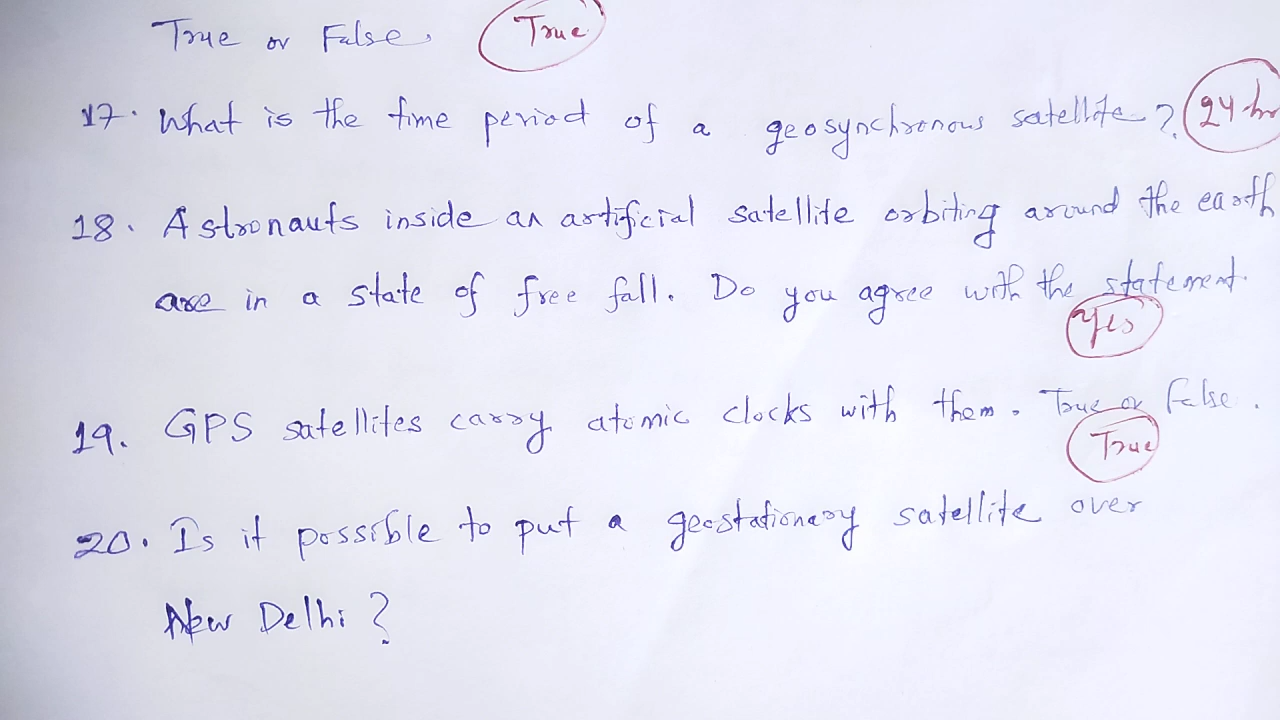 True or False. True
17. What is the time period of a geosynchronous satellite? 24 hr
18. Astronauts inside an artificial satellite orbiting around the earth
are in a state of free fall. Do you agree with the statement.
Yes
19. GPS satellites carry atomic clocks with them. True or False.
True
20. Is it possible to put a geostationary satellite over
New Delhi?